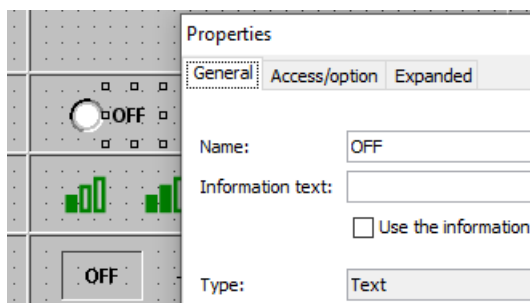 Properties
General Access/option Expanded
OFF
Name: OFF
Information text:
Use the information
OFF
Type: Text